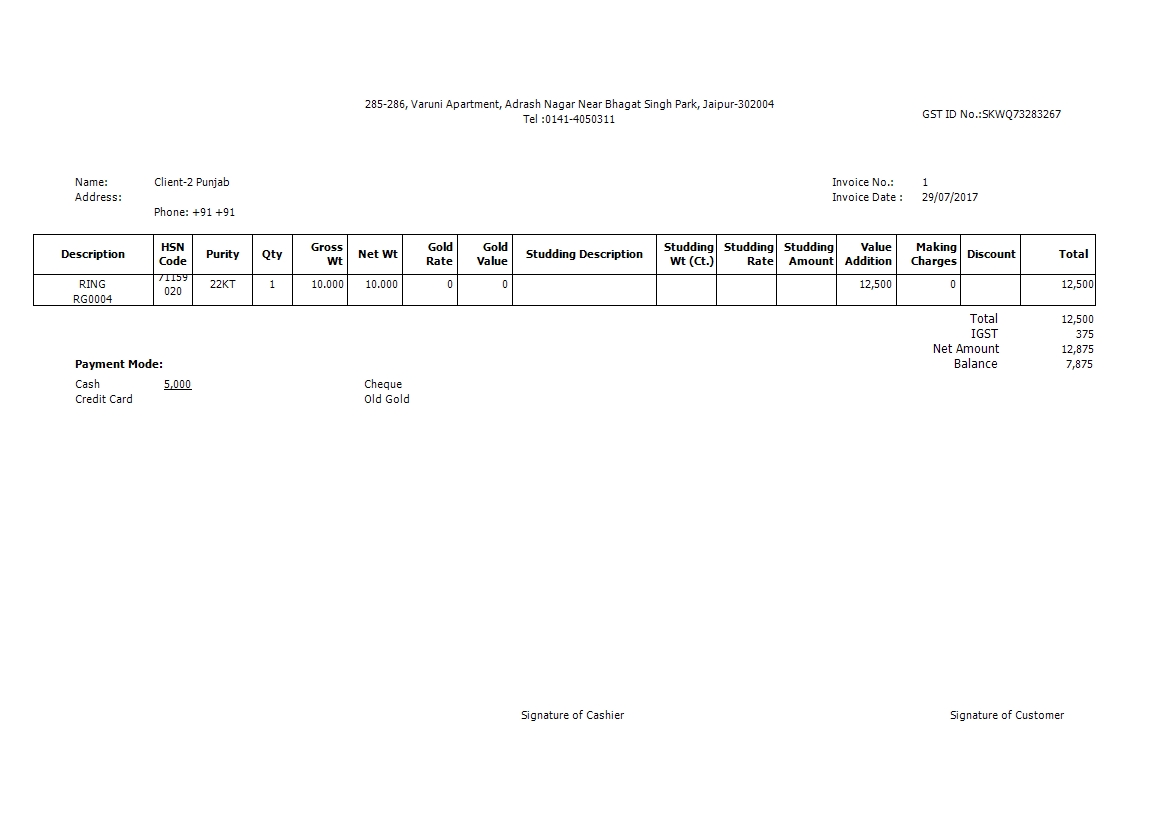 285-286, Varuni Apartment, Adrash Nagar Near Bhagat Singh Park, Jaipur-302004
Tel :0141-4050311
GST ID No.:SKWQ73283267
Name: Client-2 Punjab
Address:
Phone: +91 +91
Invoice No.: 1
Invoice Date : 29/07/2017
Description HSN Code Purity Qty Gross Wt Net Wt Gold Rate Gold Value Studding Description Studding Wt (Ct.) Studding Rate Studding Amount Value Addition Making Charges Discount Total
RING RG0004 71159 020 22KT 1 10.000 10.000 0 0 12,500 0 12,500
Total 12,500
IGST 375
Net Amount 12,875
Balance 7,875
Payment Mode:
Cash 5,000 Cheque
Credit Card Old Gold
Signature of Cashier Signature of Customer